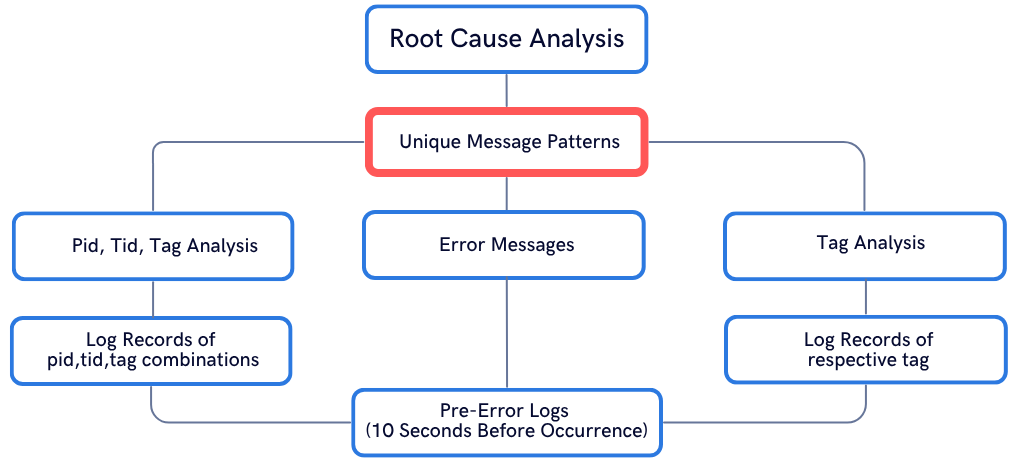 Root Cause Analysis
Unique Message Patterns
Pid, Tid, Tag Analysis
Error Messages
Tag Analysis
Log Records of
pid,tid,tag combinations
Log Records of
respective tag
Pre-Error Logs
(10 Seconds Before Occurrence)